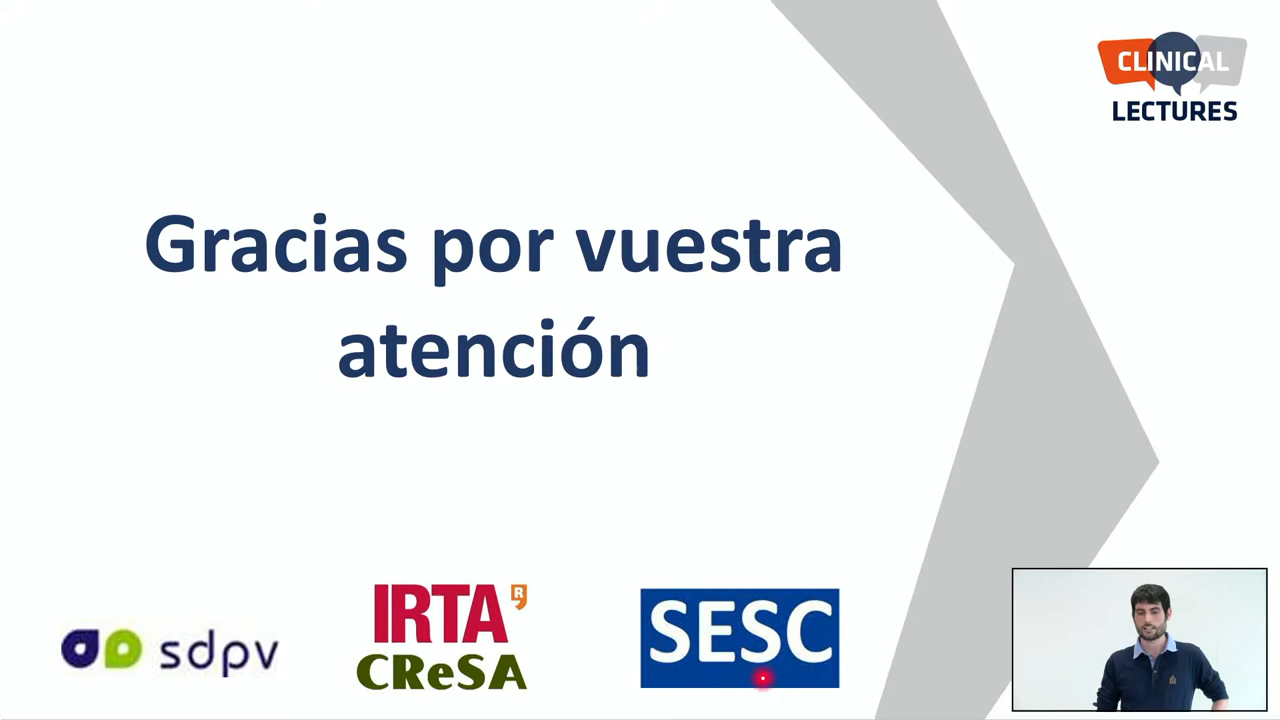 CLINICAL
LECTURES
Gracias por vuestra
atención
sdpv
IRTA
R
CReSA
SESC